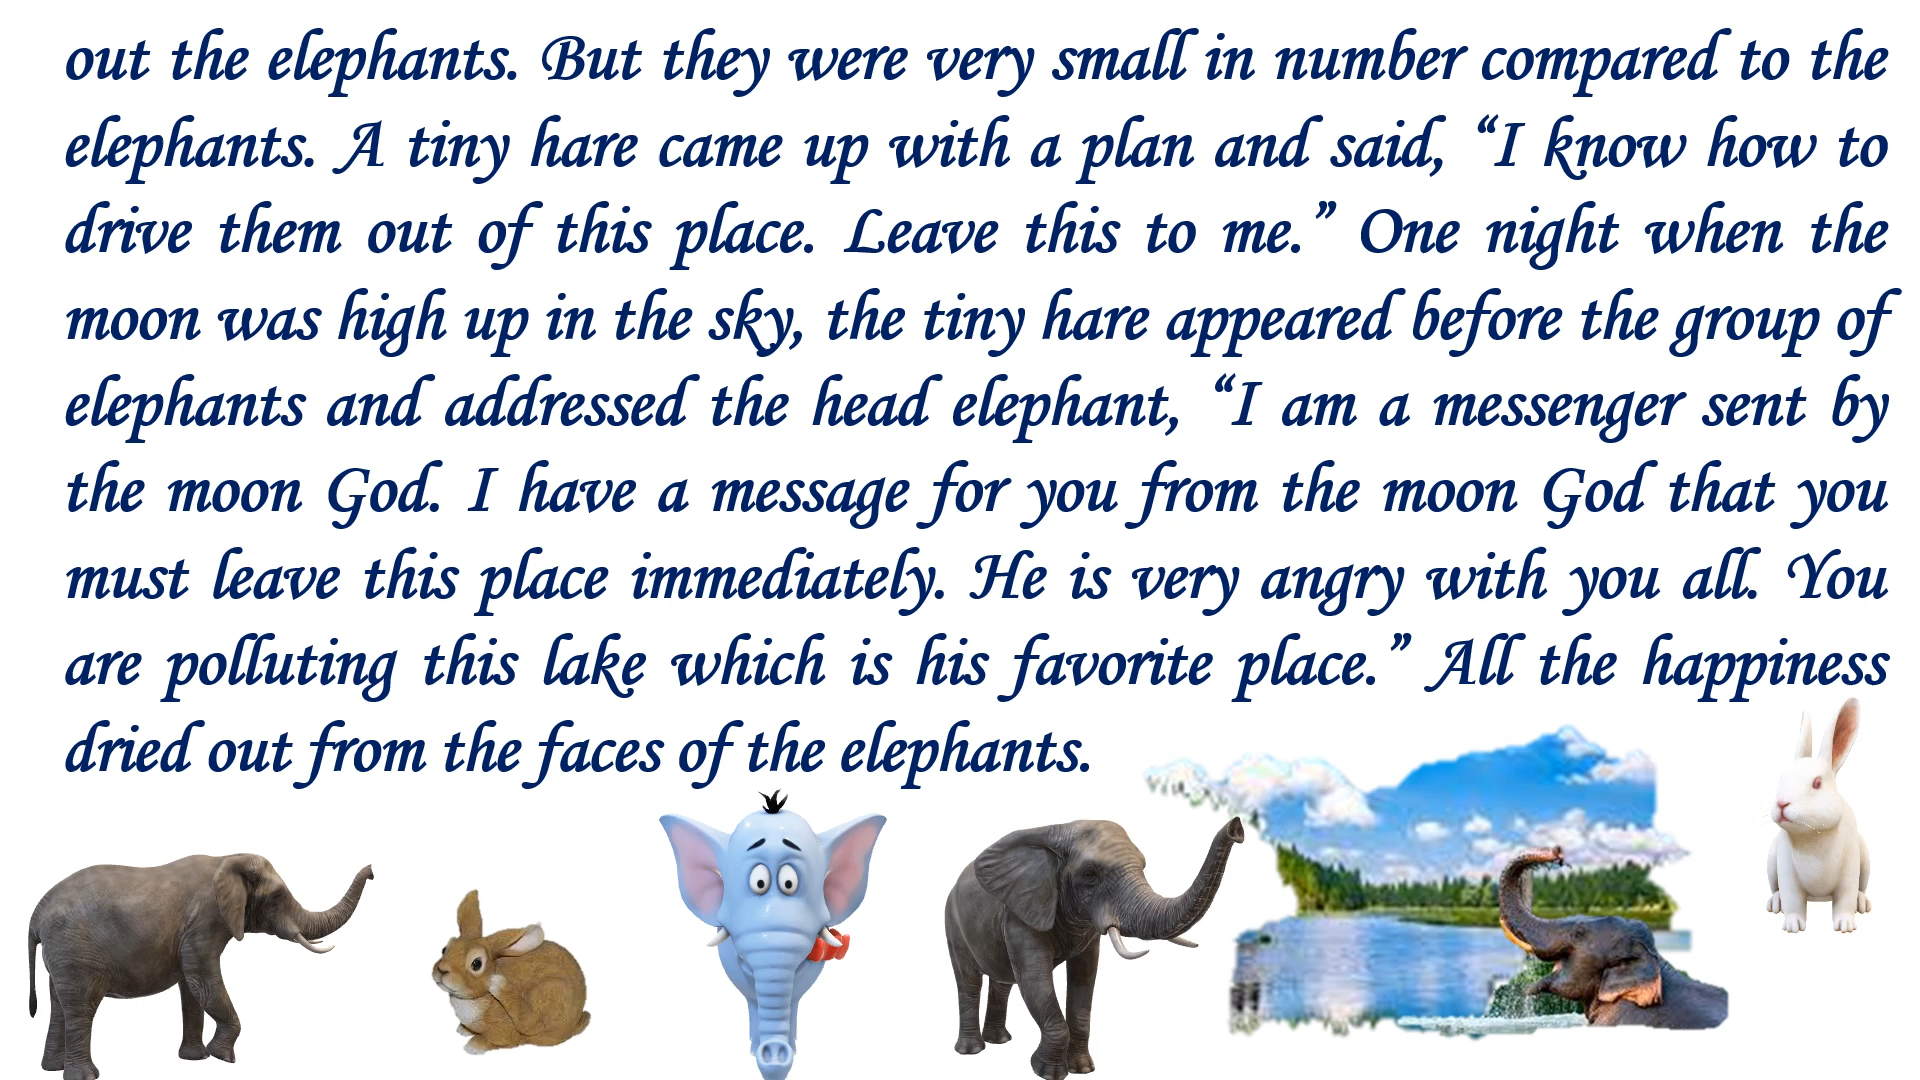 out the elephants. But they were very small in number compared to the
elephants. A tiny hare came up with a plan and said, “I know how to
drive them out of this place. Leave this to me.” One night when the
moon was high up in the sky, the tiny hare appeared before the group of
elephants and addressed the head elephant, “I am a messenger sent by
the moon God. I have a message for you from the moon God that you
must leave this place immediately. He is very angry with you all. You
are polluting this lake which is his favorite place.” All the happiness
dried out from the faces of the elephants.